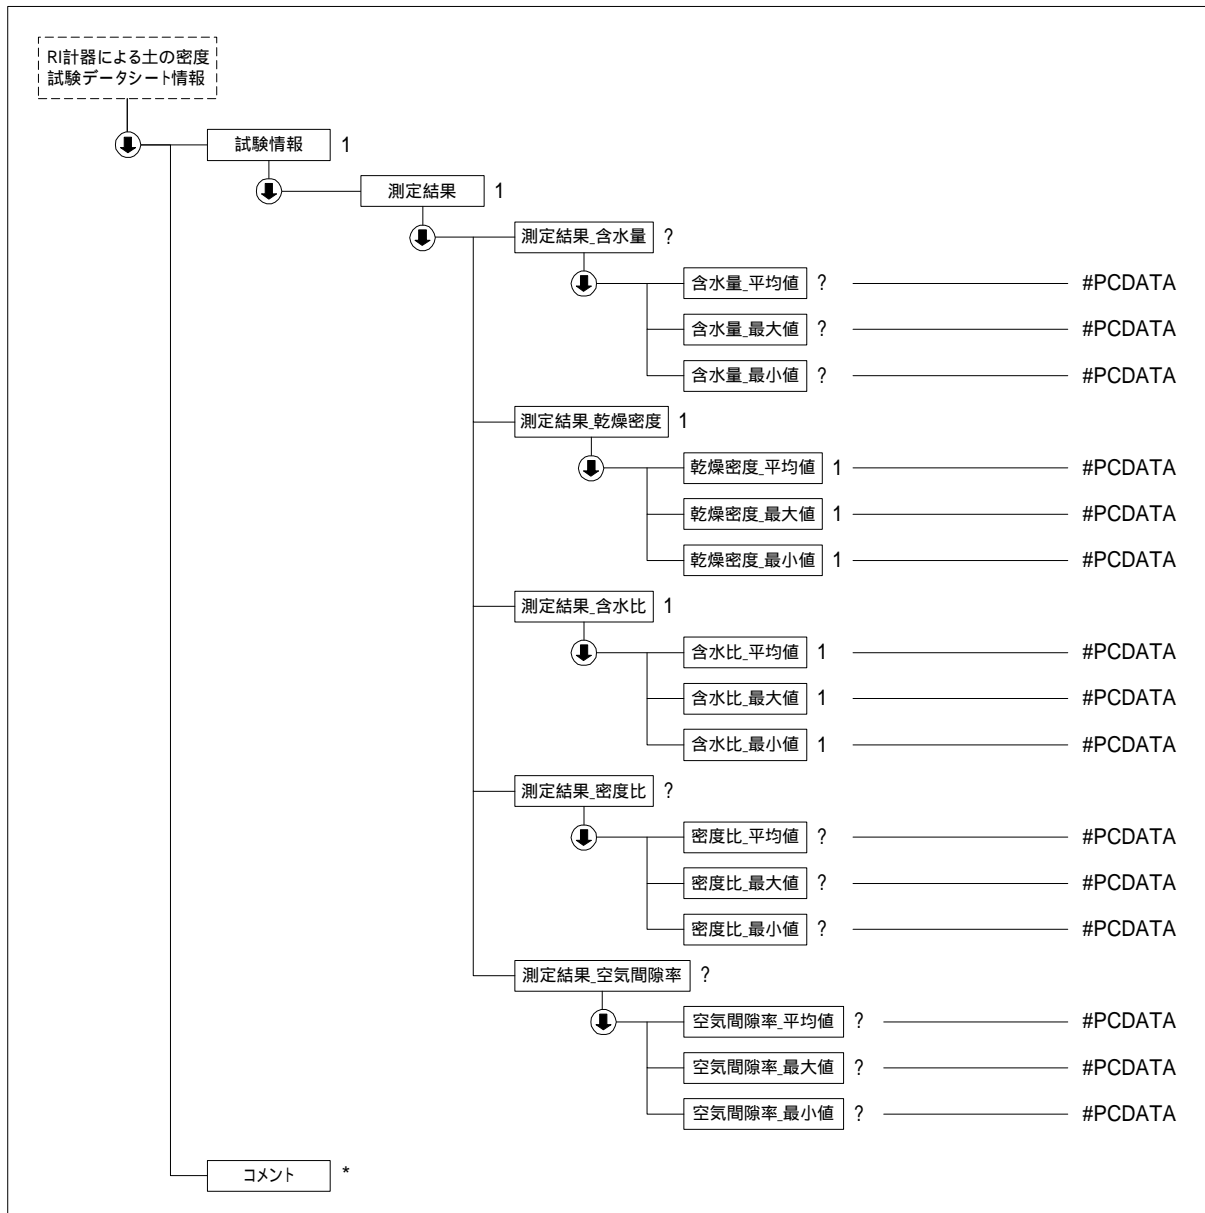 RI計器による土の密度
試験データシート情報
試験情報 1
測定結果 1
測定結果_含水量 ?
含水量_平均値 ? #PCDATA
含水量_最大値 ? #PCDATA
含水量_最小値 ? #PCDATA
測定結果_乾燥密度 1
乾燥密度_平均値 1 #PCDATA
乾燥密度_最大値 1 #PCDATA
乾燥密度_最小値 1 #PCDATA
測定結果_含水比 1
含水比_平均値 1 #PCDATA
含水比_最大値 1 #PCDATA
含水比_最小値 1 #PCDATA
測定結果_密度比 ?
密度比_平均値 ? #PCDATA
密度比_最大値 ? #PCDATA
密度比_最小値 ? #PCDATA
測定結果_空気間隙率 ?
空気間隙率_平均値 ? #PCDATA
空気間隙率_最大値 ? #PCDATA
空気間隙率_最小値 ? #PCDATA
コメント *